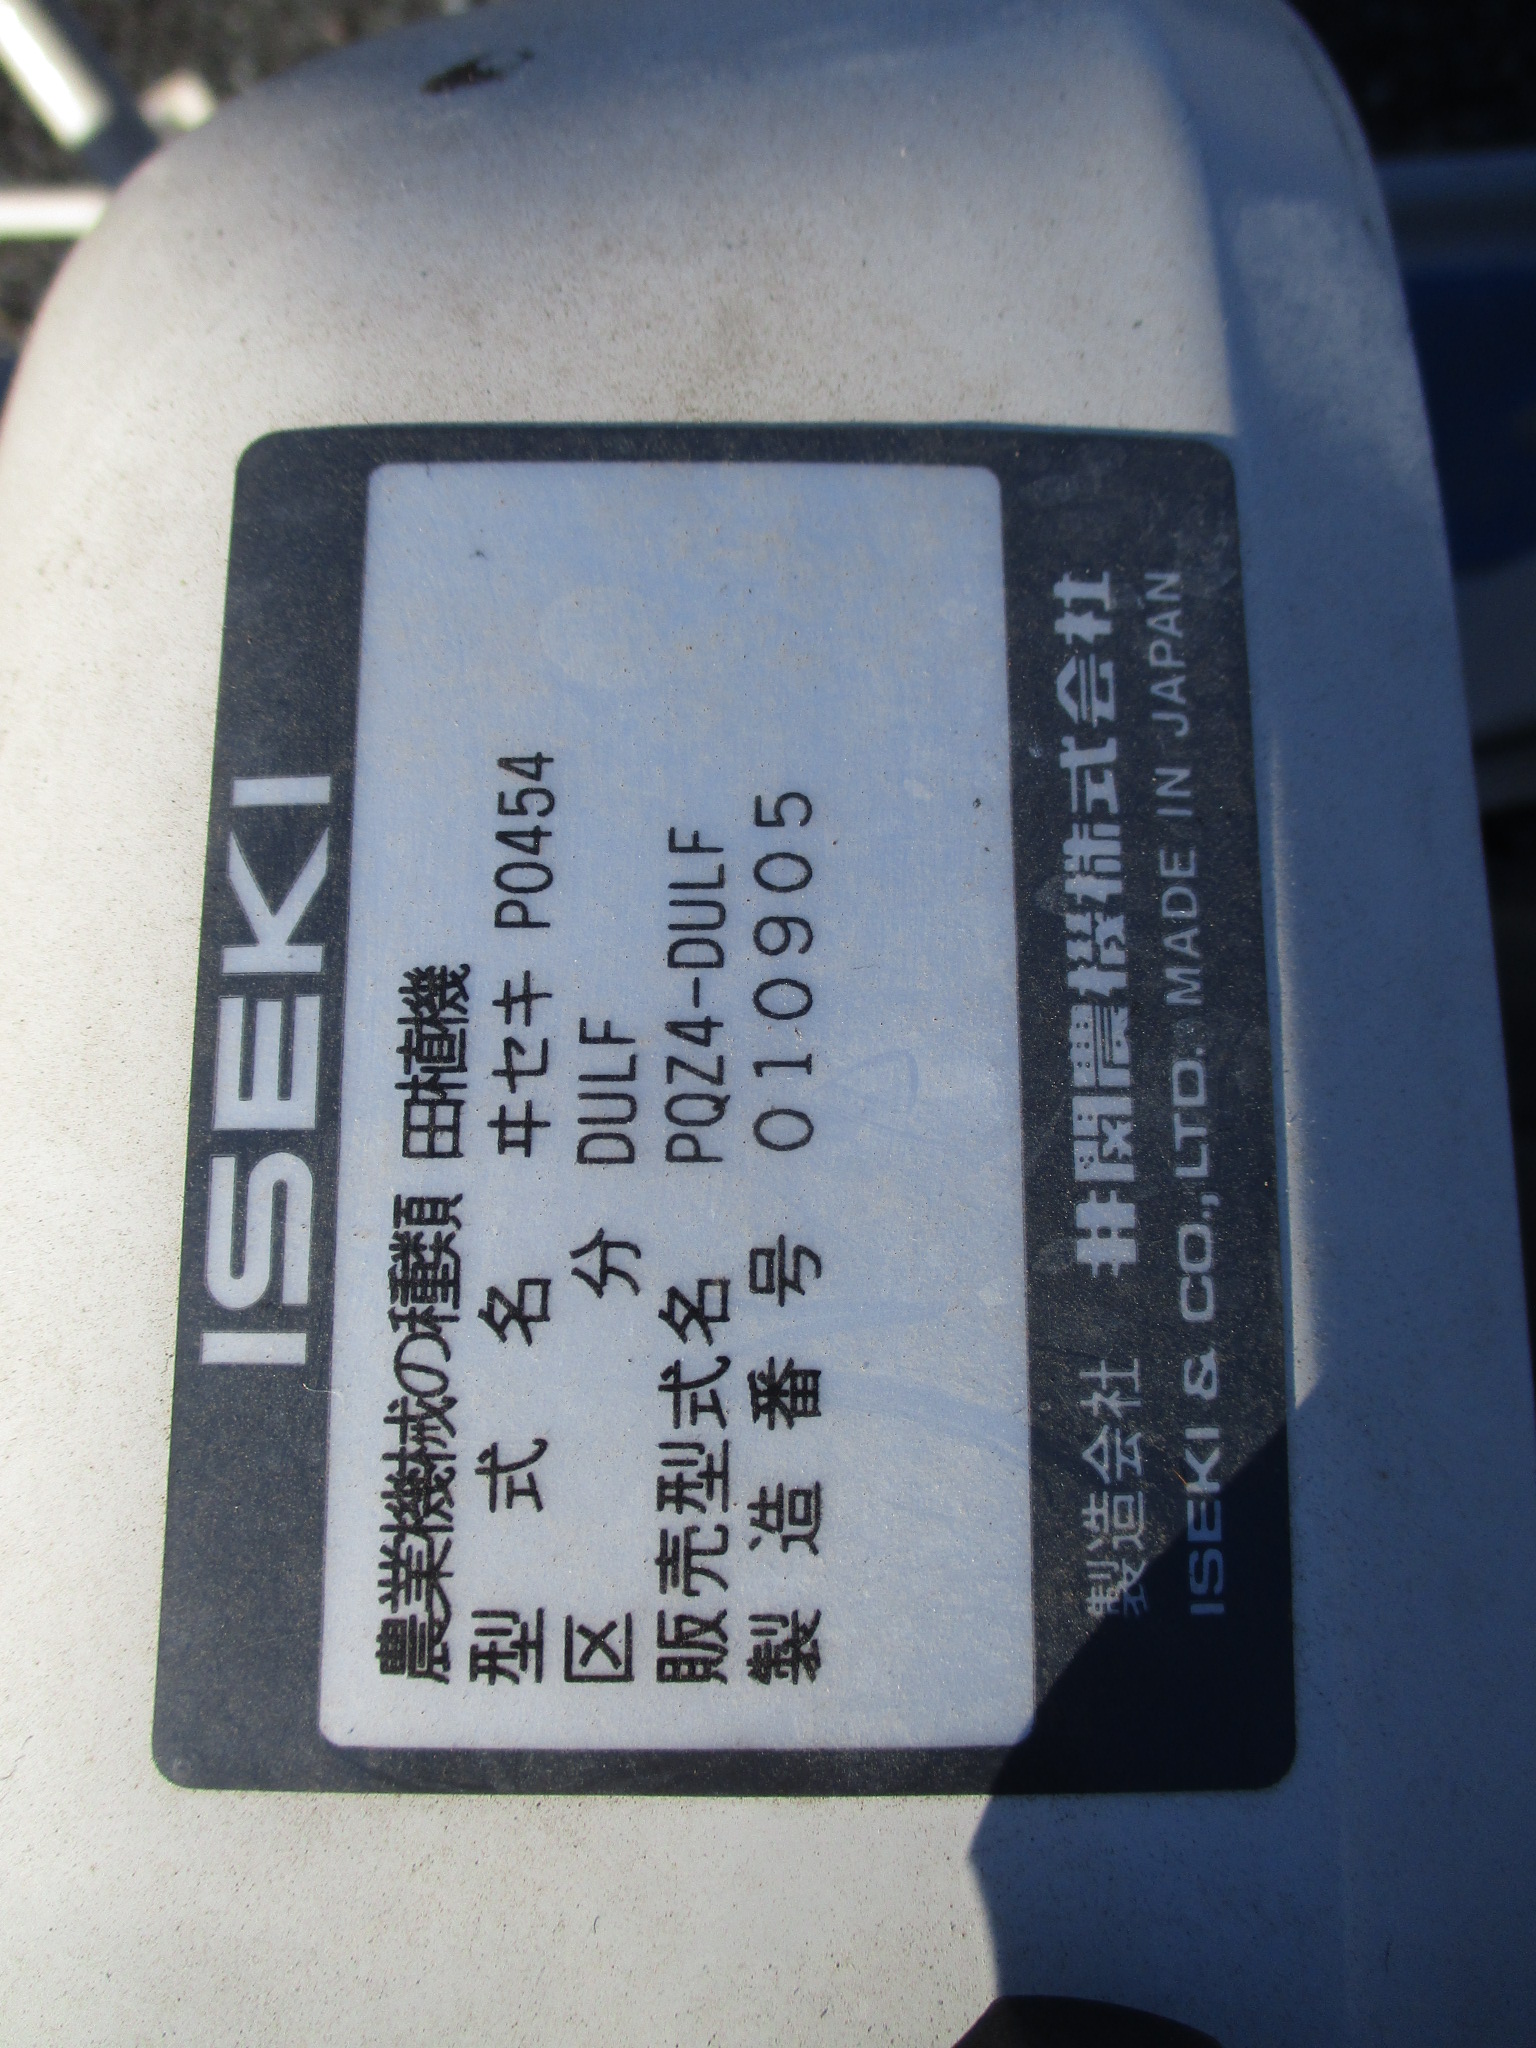 ISEKI
農業機械の種類 田植機
型式名 ヰセキ P0454
区分 DULF
販売型式名 PQZ4-DULF
製造番号 010905
製造会社 井関農機株式会社
ISEKI & CO.,LTD. MADE IN JAPAN